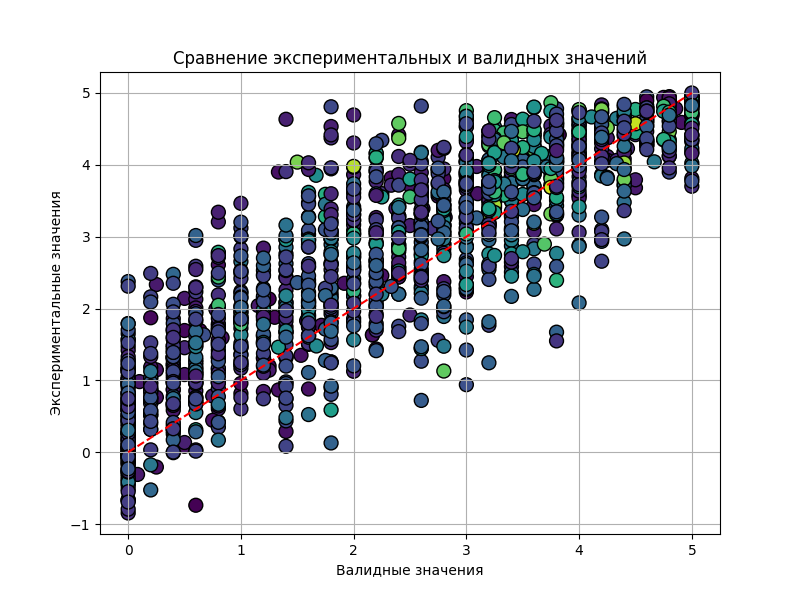 Сравнение экспериментальных и валидных значений
5
4
3
2
1
0
−1
Экспериментальные значения
0 1 2 3 4 5
Валидные значения